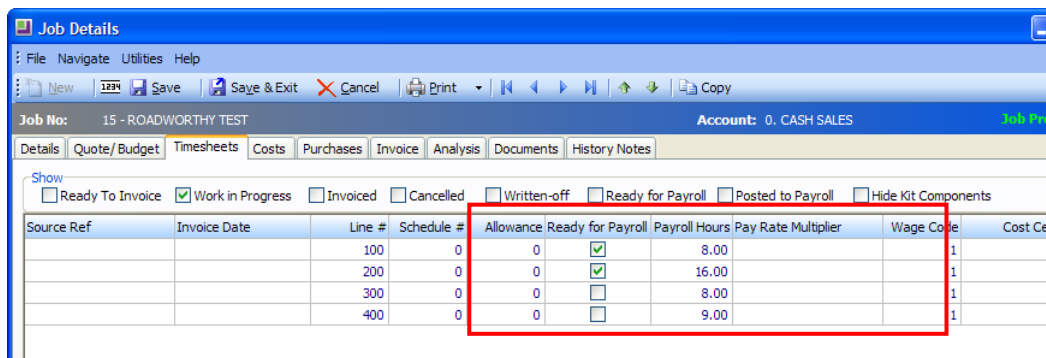 Job Details
File Navigate Utilities Help
New 1234 Save Save & Exit Cancel Print Copy
Job No: 15 - ROADWORTHY TEST Account: 0. CASH SALES Job Pr
Details Quote/Budget Timesheets Costs Purchases Invoice Analysis Documents History Notes
Show
Ready To Invoice Work in Progress Invoiced Cancelled Written-off Ready for Payroll Posted to Payroll Hide Kit Components
Source Ref Invoice Date Line # Schedule # Allowance Ready for Payroll Payroll Hours Pay Rate Multiplier Wage Code Cost Ce
100 0 0 8.00 1
200 0 0 16.00 1
300 0 0 8.00 1
400 0 0 9.00 1